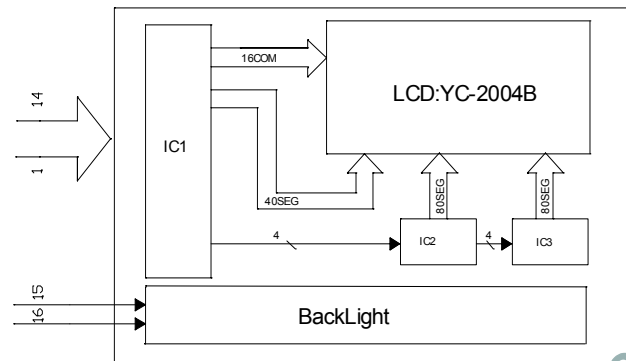 16COM
LCD:YC-2004B
14
1
IC1
40SEG
80SEG
80SEG
4
IC2
4
IC3
15
16
BackLight